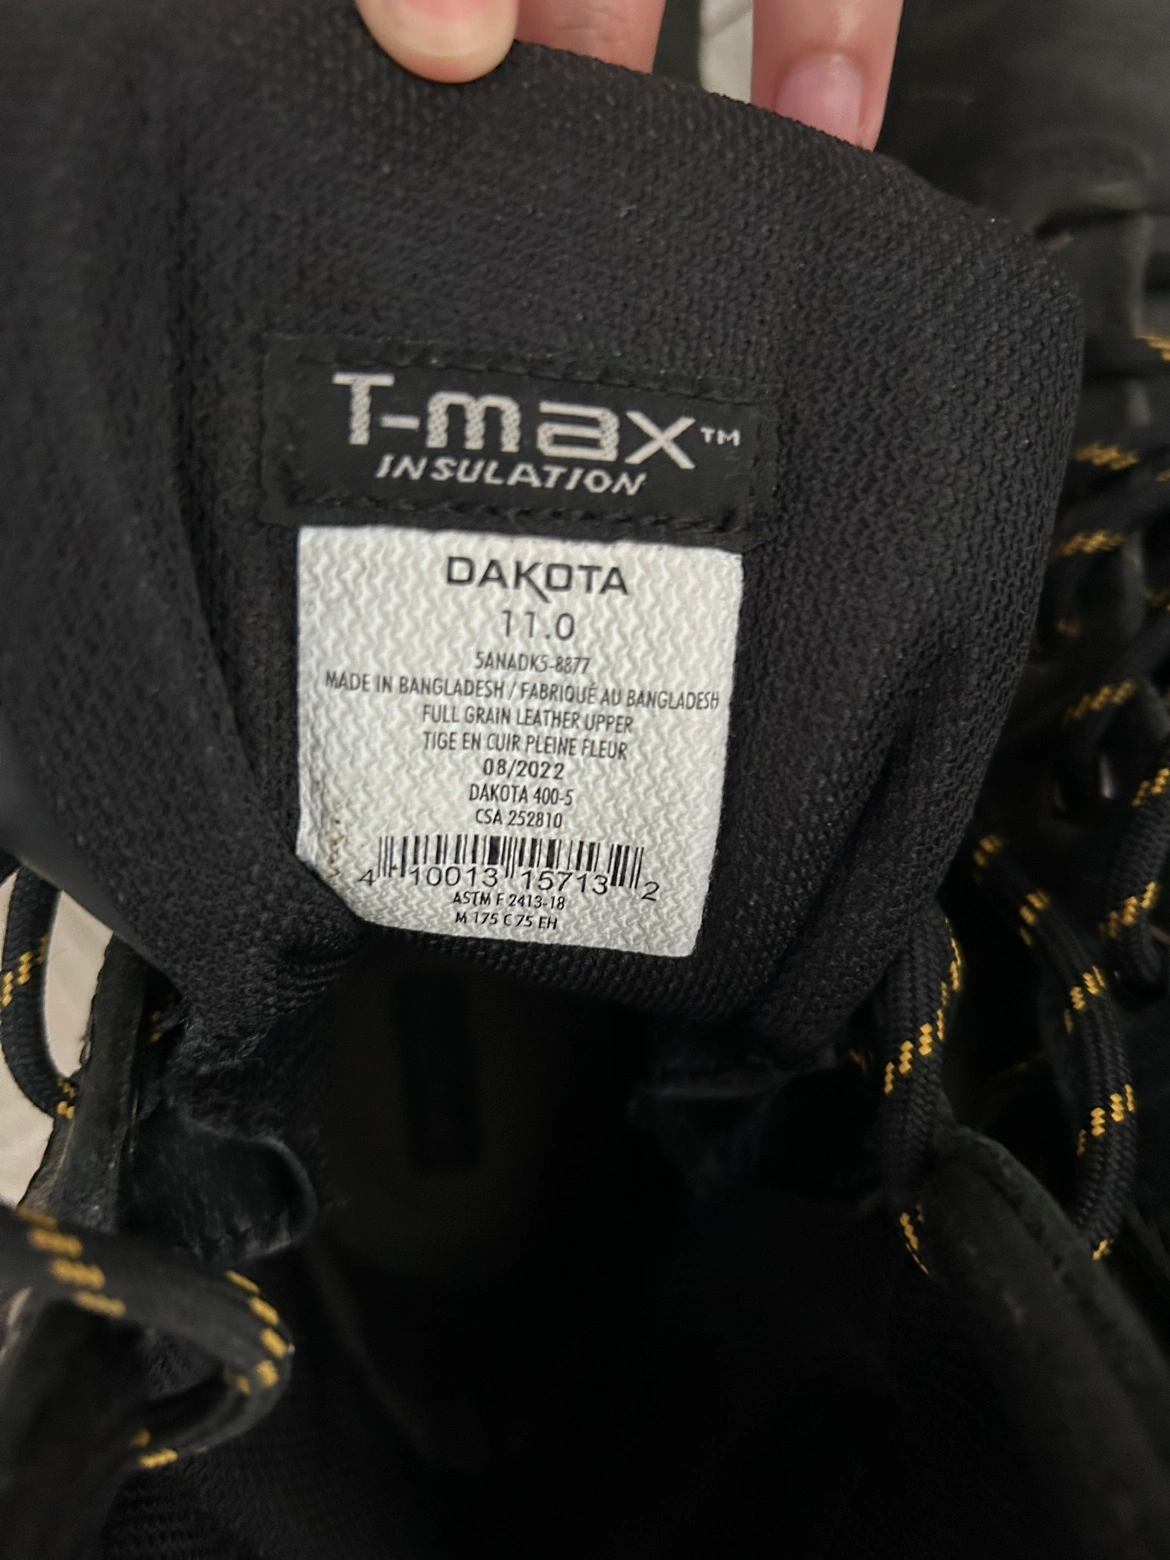 T-max™
INSULATION
DAKOTA
11.0
5ANADK5-8877
MADE IN BANGLADESH / FABRIQUÉ AU BANGLADESH
FULL GRAIN LEATHER UPPER
TIGE EN CUIR PLEINE FLEUR
08/2022
DAKOTA 400-5
CSA 252810
4 10013 15713 2
ASTM F 2413-18
M 175 C 75 EH